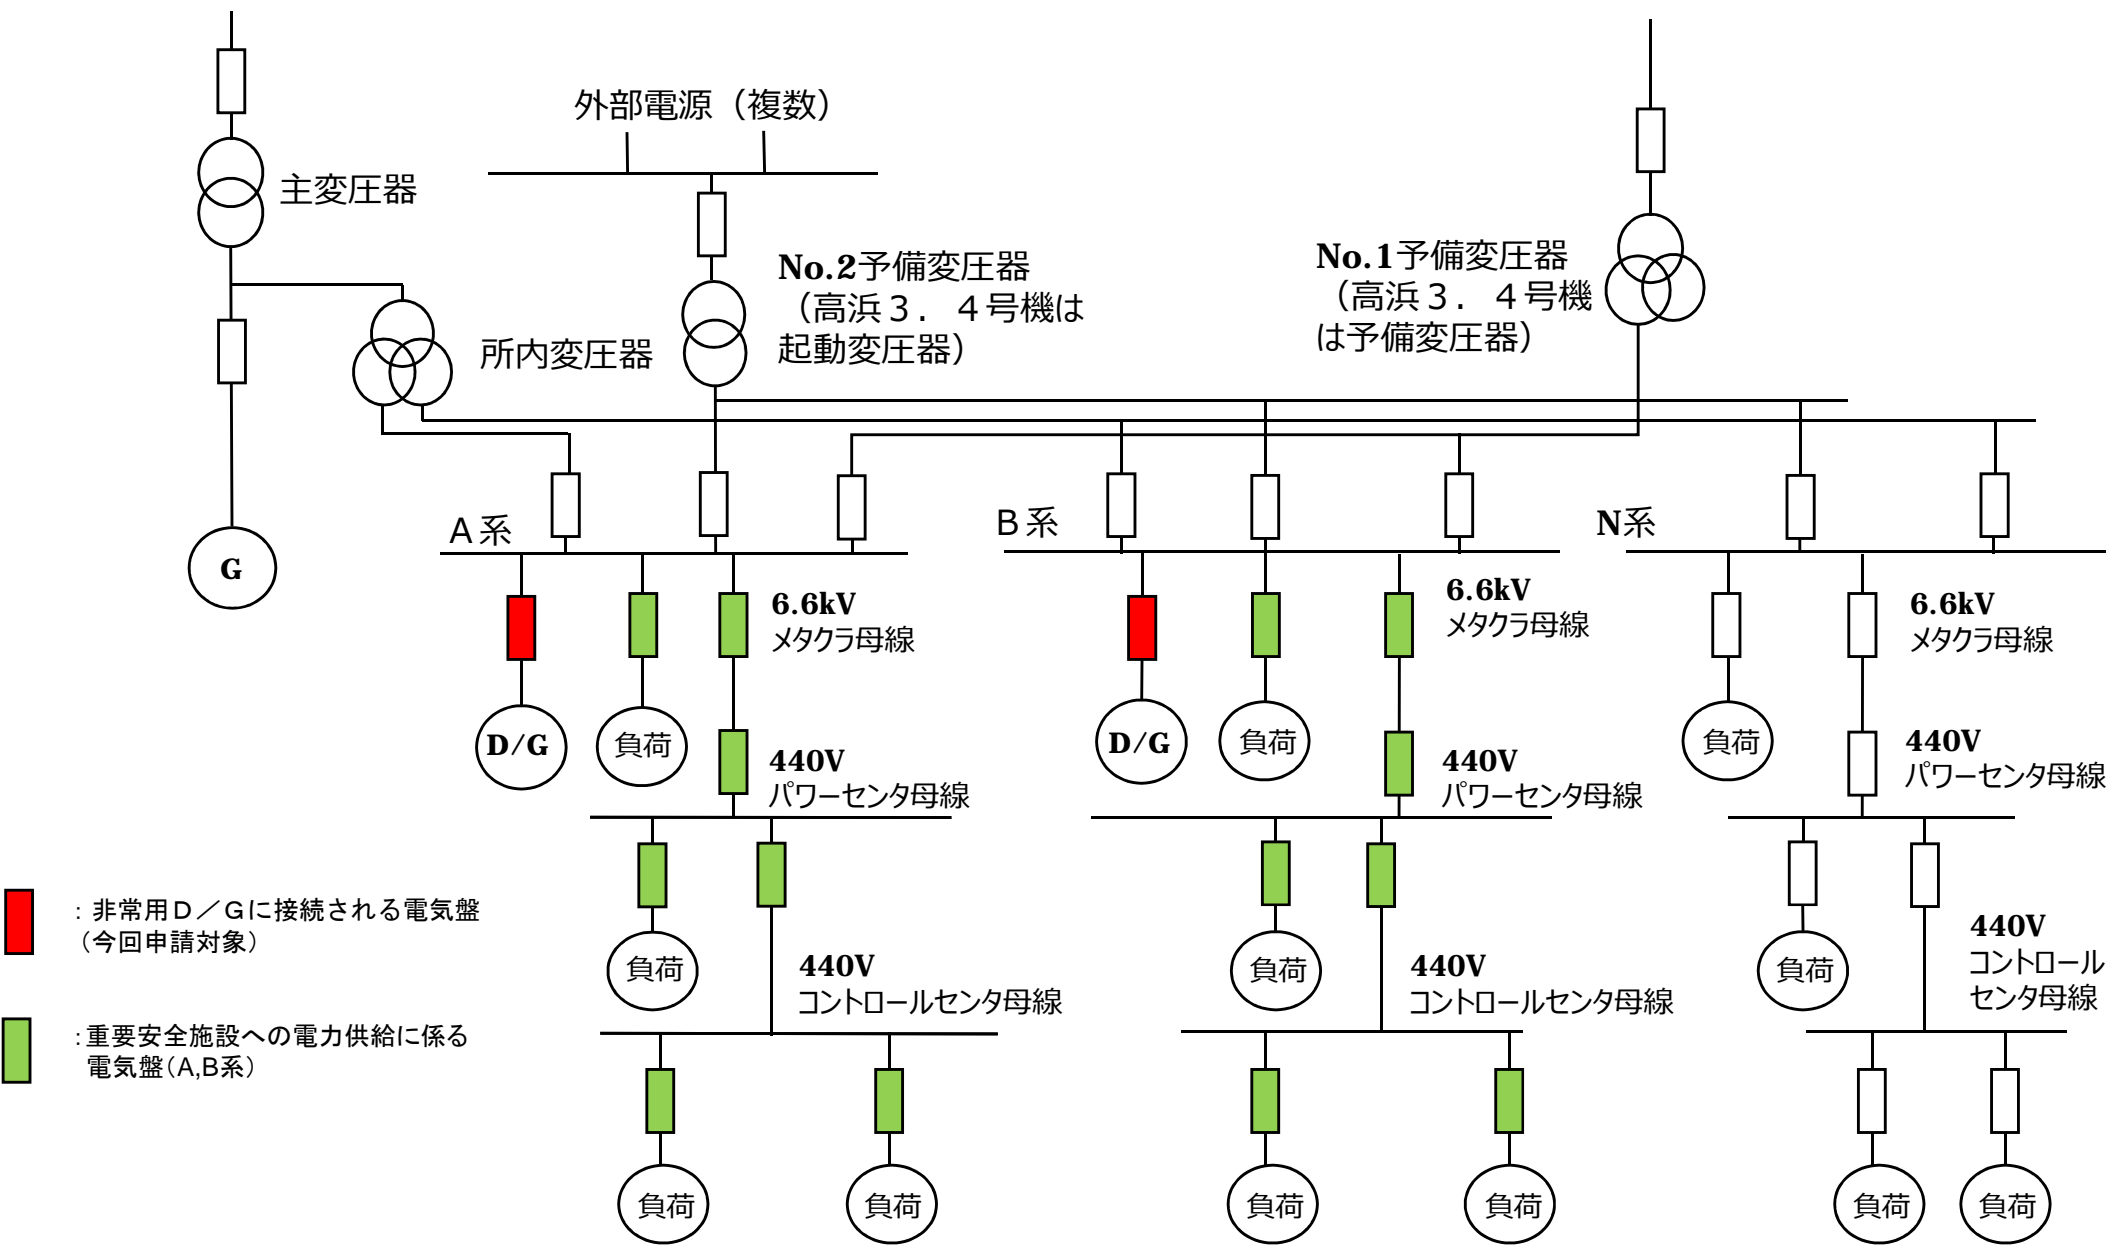 外部電源（複数）
主変圧器
No.2予備変圧器
（高浜３．４号機は
起動変圧器）
No.1予備変圧器
（高浜３．４号機
は予備変圧器）
所内変圧器
A系
B系
N系
G
6.6kV
メタクラ母線
6.6kV
メタクラ母線
6.6kV
メタクラ母線
D/G
負荷
D/G
負荷
負荷
440V
パワーセンタ母線
440V
パワーセンタ母線
440V
パワーセンタ母線
：非常用Ｄ／Ｇに接続される電気盤
（今回申請対象）
負荷
負荷
負荷
440V
コントロールセンタ母線
440V
コントロールセンタ母線
440V
コントロール
センタ母線
：重要安全施設への電力供給に係る
電気盤（A,B系）
負荷
負荷
負荷
負荷
負荷
負荷